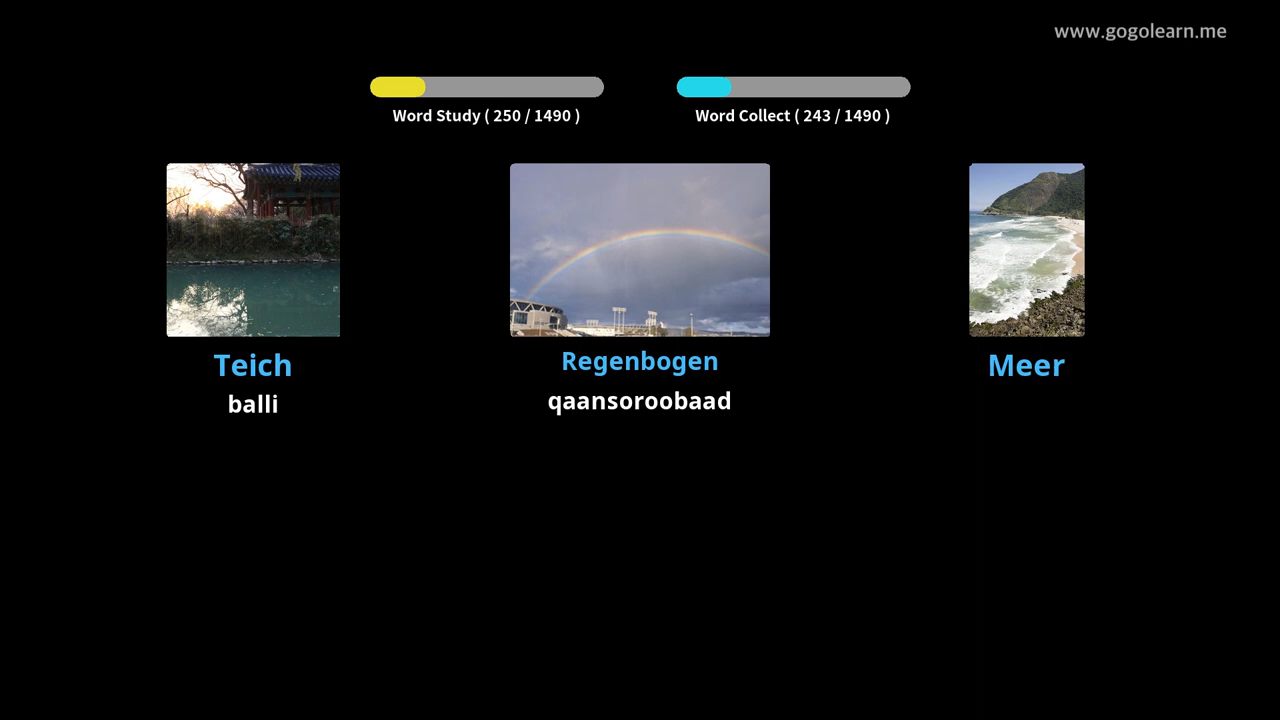 www.gogolearn.me
Word Study ( 250 / 1490 )
Word Collect ( 243 / 1490 )
Teich
balli
Regenbogen
qaansoroobaad
Meer